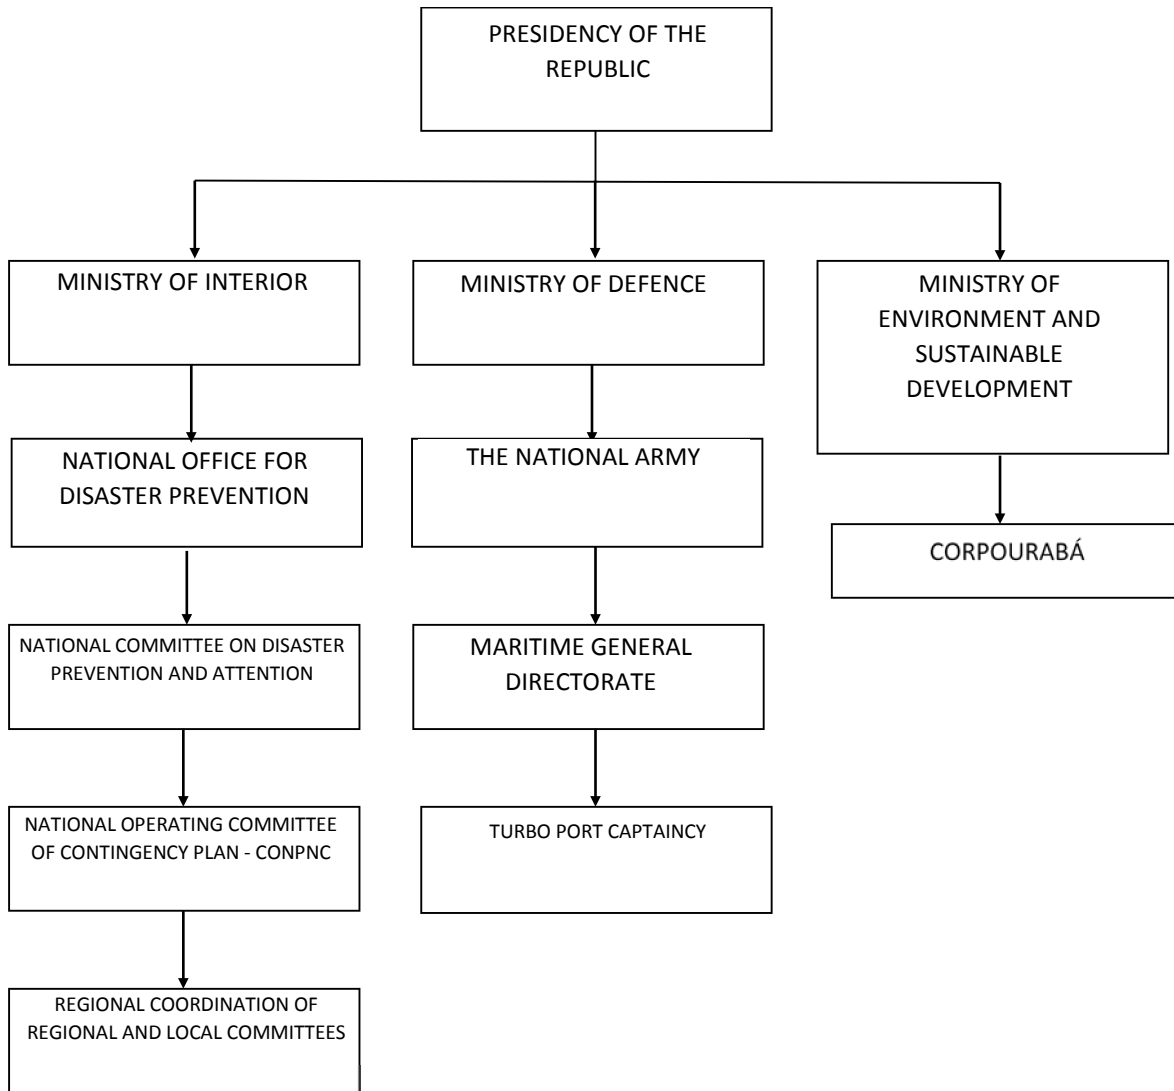 PRESIDENCY OF THE
REPUBLIC
MINISTRY OF INTERIOR
MINISTRY OF DEFENCE
MINISTRY OF
ENVIRONMENT AND
SUSTAINABLE
DEVELOPMENT
NATIONAL OFFICE FOR
DISASTER PREVENTION
THE NATIONAL ARMY
CORPOURABÁ
NATIONAL COMMITTEE ON DISASTER
PREVENTION AND ATTENTION
MARITIME GENERAL
DIRECTORATE
NATIONAL OPERATING COMMITTEE
OF CONTINGENCY PLAN - CONPNC
TURBO PORT CAPTAINCY
REGIONAL COORDINATION OF
REGIONAL AND LOCAL COMMITTEES